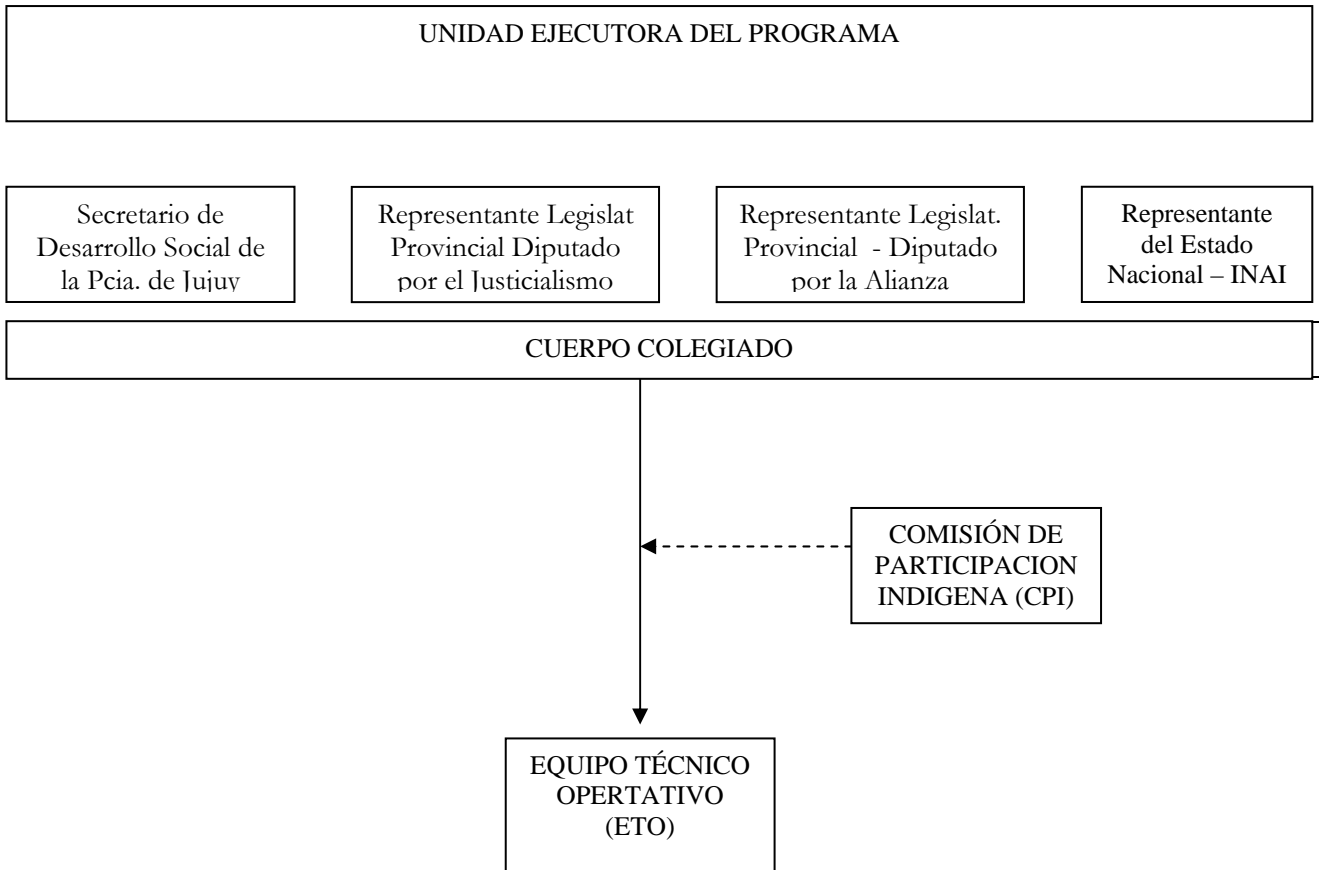 UNIDAD EJECUTORA DEL PROGRAMA
Secretario de
Desarrollo Social de
la Pcia. de Jujuy
Representante Legislat
Provincial Diputado
por el Justicialismo
Representante Legislat.
Provincial - Diputado
por la Alianza
Representante
del Estado
Nacional – INAI
CUERPO COLEGIADO
COMISIÓN DE
PARTICIPACION
INDIGENA (CPI)
EQUIPO TÉCNICO
OPERTATIVO
(ETO)